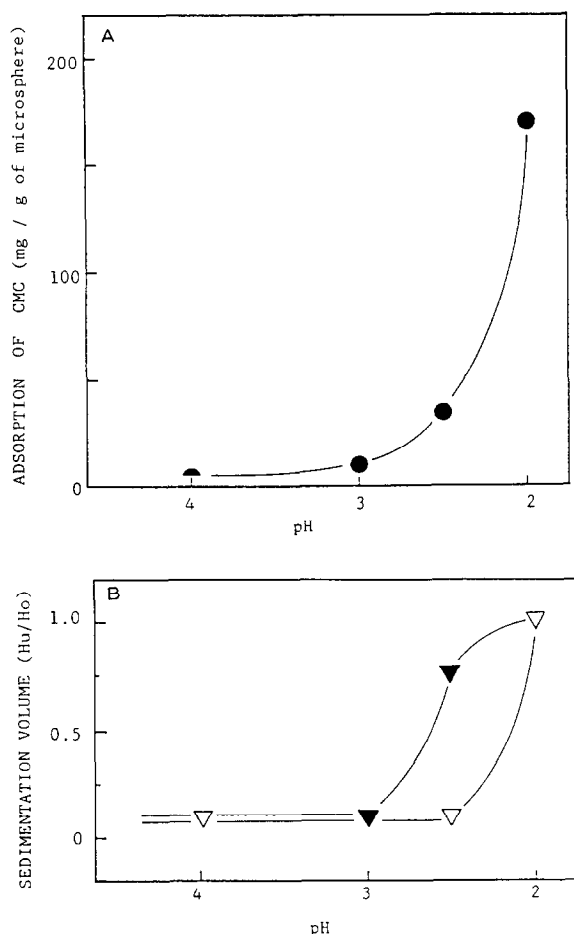 A
ADSORPTION OF CMC (mg / g of microsphere)
200
100
0
4
3
2
pH
B
SEDIMENTATION VOLUME (Hu/Ho)
1.0
0.5
0
4
3
2
pH